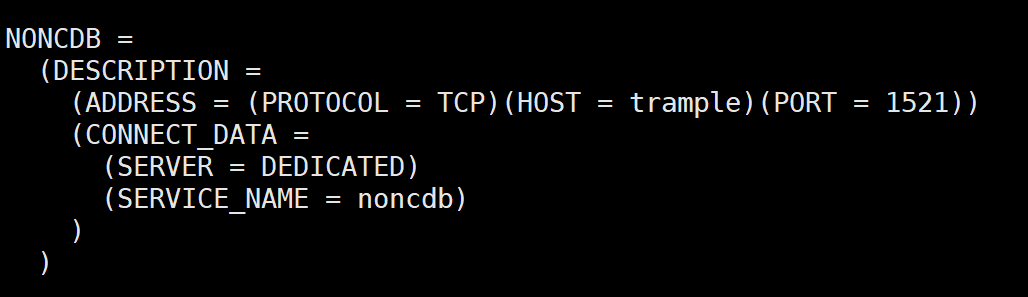 NONCDB =
  (DESCRIPTION =
    (ADDRESS = (PROTOCOL = TCP)(HOST = trample)(PORT = 1521))
    (CONNECT_DATA =
      (SERVER = DEDICATED)
      (SERVICE_NAME = noncdb)
    )
  )